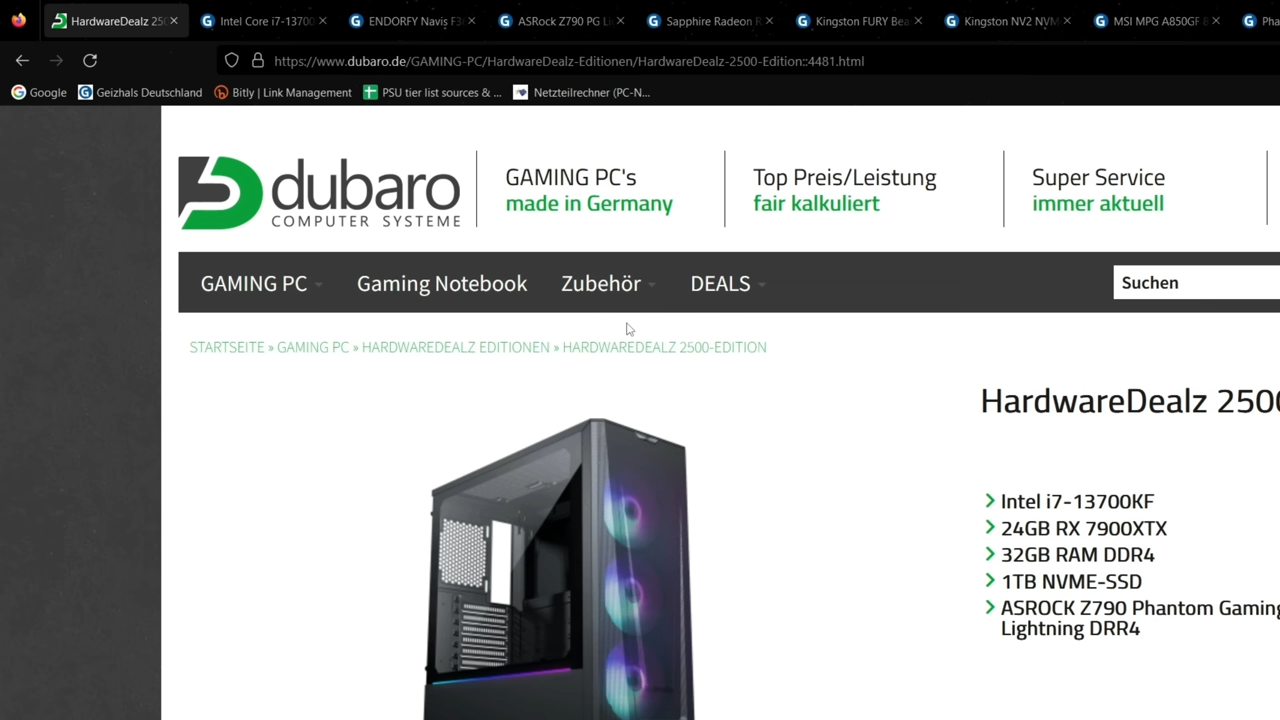 HardwareDealz 25
Intel Core i7-13700
ENDORFY Navis F3
ASRock Z790 PG Li
Sapphire Radeon R
Kingston FURY Bea
Kingston NV2 NVM
MSI MPG A850GF 8
Pha
https://www.dubaro.de/GAMING-PC/HardwareDealz-Editionen/HardwareDealz-2500-Edition::4481.html
Google
Geizhals Deutschland
Bitly | Link Management
PSU tier list sources & ...
Netzteilrechner (PC-N...
dubaro
COMPUTER SYSTEME
GAMING PC's
made in Germany
Top Preis/Leistung
fair kalkuliert
Super Service
immer aktuell
GAMING PC
Gaming Notebook
Zubehör
DEALS
Suchen
STARTSEITE » GAMING PC » HARDWAREDEALZ EDITIONEN » HARDWAREDEALZ 2500-EDITION
HardwareDealz 250
Intel i7-13700KF
24GB RX 7900XTX
32GB RAM DDR4
1TB NVME-SSD
ASROCK Z790 Phantom Gaming
Lightning DRR4